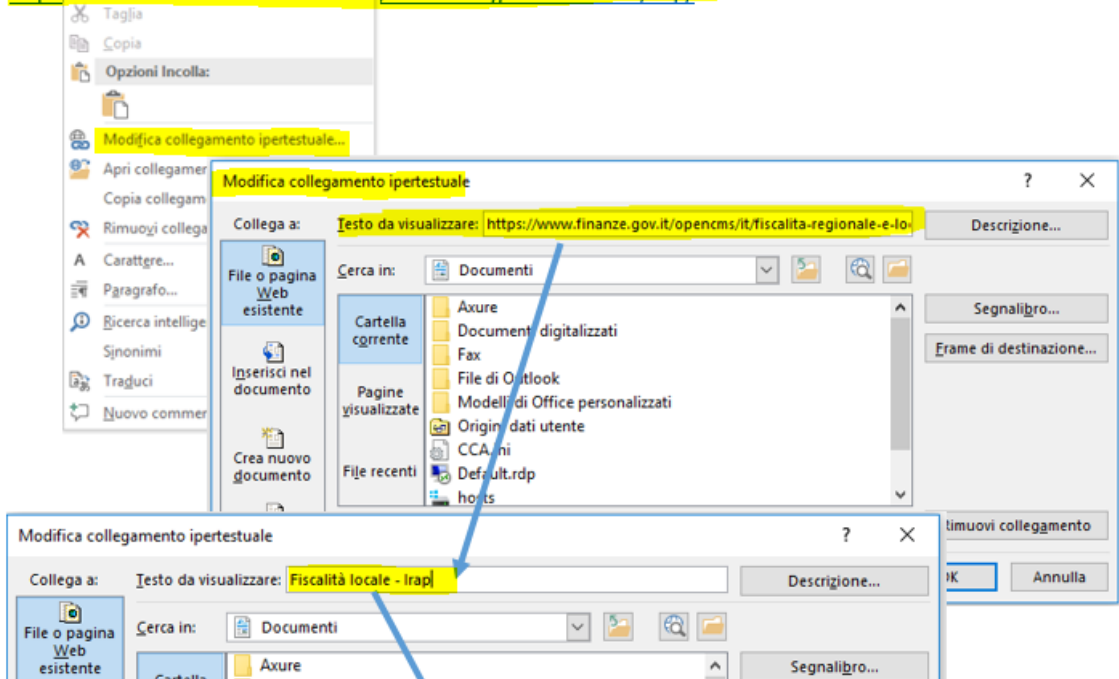 Taglia
Copia
Opzioni Incolla:
Modifica collegamento ipertestuale...
Apri collegamer
Copia collegam
Rimuovi collega
Carattere...
Paragrafo...
Ricerca intellige
Sinonimi
Traduci
Nuovo commer
Modifica collegamento ipertestuale
? ×
Collega a:
Testo da visualizzare: https://www.finanze.gov.it/opencms/it/fiscalita-regionale-e-lo
Descrizione...
File o pagina
Web
esistente
Cerca in:
Documenti
Cartella
corrente
Axure
Documenti digitalizzati
Fax
File di Outlook
Modelli di Office personalizzati
Origini dati utente
CCA.ini
Default.rdp
hosts
Segnalibro...
Frame di destinazione...
Inserisci nel
documento
Pagine
visualizzate
Crea nuovo
documento
File recenti
Rimuovi collegamento
OK
Annulla
Modifica collegamento ipertestuale
? ×
Collega a:
Testo da visualizzare: Fiscalità locale - Irap
Descrizione...
File o pagina
Web
esistente
Cerca in:
Documenti
Cartella
Axure
Segnalibro...